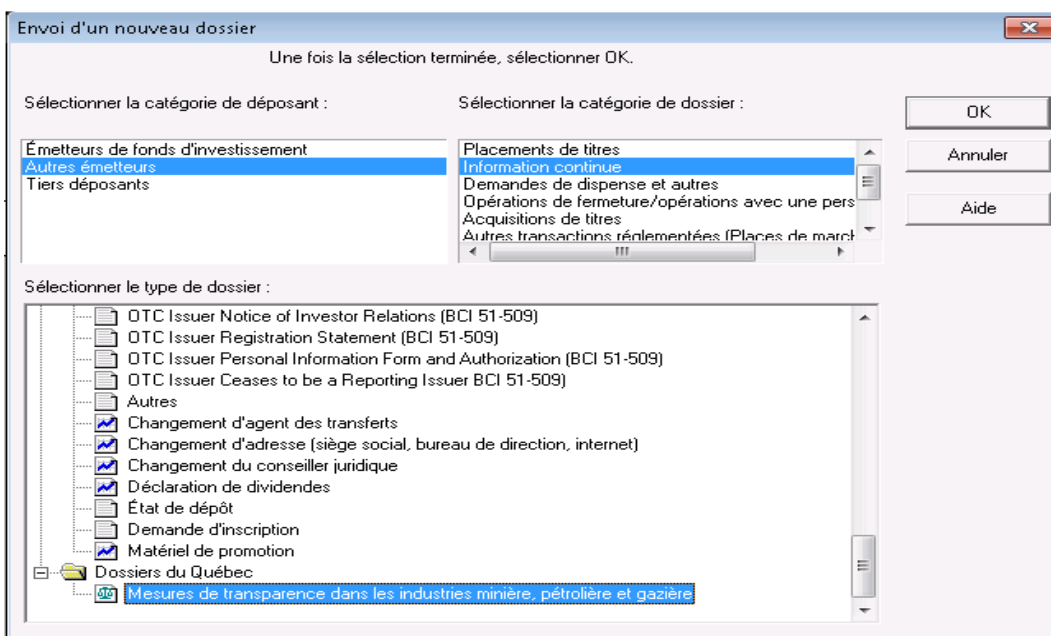 Envoi d'un nouveau dossier
Une fois la sélection terminée, sélectionner OK.
Sélectionner la catégorie de déposant :
Émetteurs de fonds d'investissement
Autres émetteurs
Tiers déposants
Sélectionner la catégorie de dossier :
Placements de titres
Information continue
Demandes de dispense et autres
Opérations de fermeture/opérations avec une pers
Acquisitions de titres
Autres transactions réglementées (Places de march
OK
Annuler
Aide
Sélectionner le type de dossier :
OTC Issuer Notice of Investor Relations (BCI 51-509)
OTC Issuer Registration Statement (BCI 51-509)
OTC Issuer Personal Information Form and Authorization (BCI 51-509)
OTC Issuer Ceases to be a Reporting Issuer BCI 51-509)
Autres
Changement d'agent des transferts
Changement d'adresse (siège social, bureau de direction, internet)
Changement du conseiller juridique
Déclaration de dividendes
État de dépôt
Demande d'inscription
Matériel de promotion
Dossiers du Québec
Mesures de transparence dans les industries minière, pétrolière et gazière